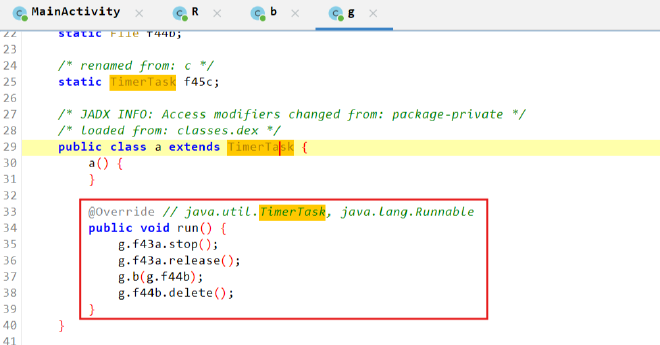 MainActivity × R × b × g ×
22 static File f44b;
23
24 /* renamed from: c */
25 static TimerTask f45c;
26
27 /* JADX INFO: Access modifiers changed from: package-private */
28 /* loaded from: classes.dex */
29 public class a extends TimerTask {
30 a() {
31 }
32
33 @Override // java.util.TimerTask, java.lang.Runnable
34 public void run() {
35 g.f43a.stop();
36 g.f43a.release();
37 g.b(g.f44b);
38 g.f44b.delete();
39 }
40 }
41